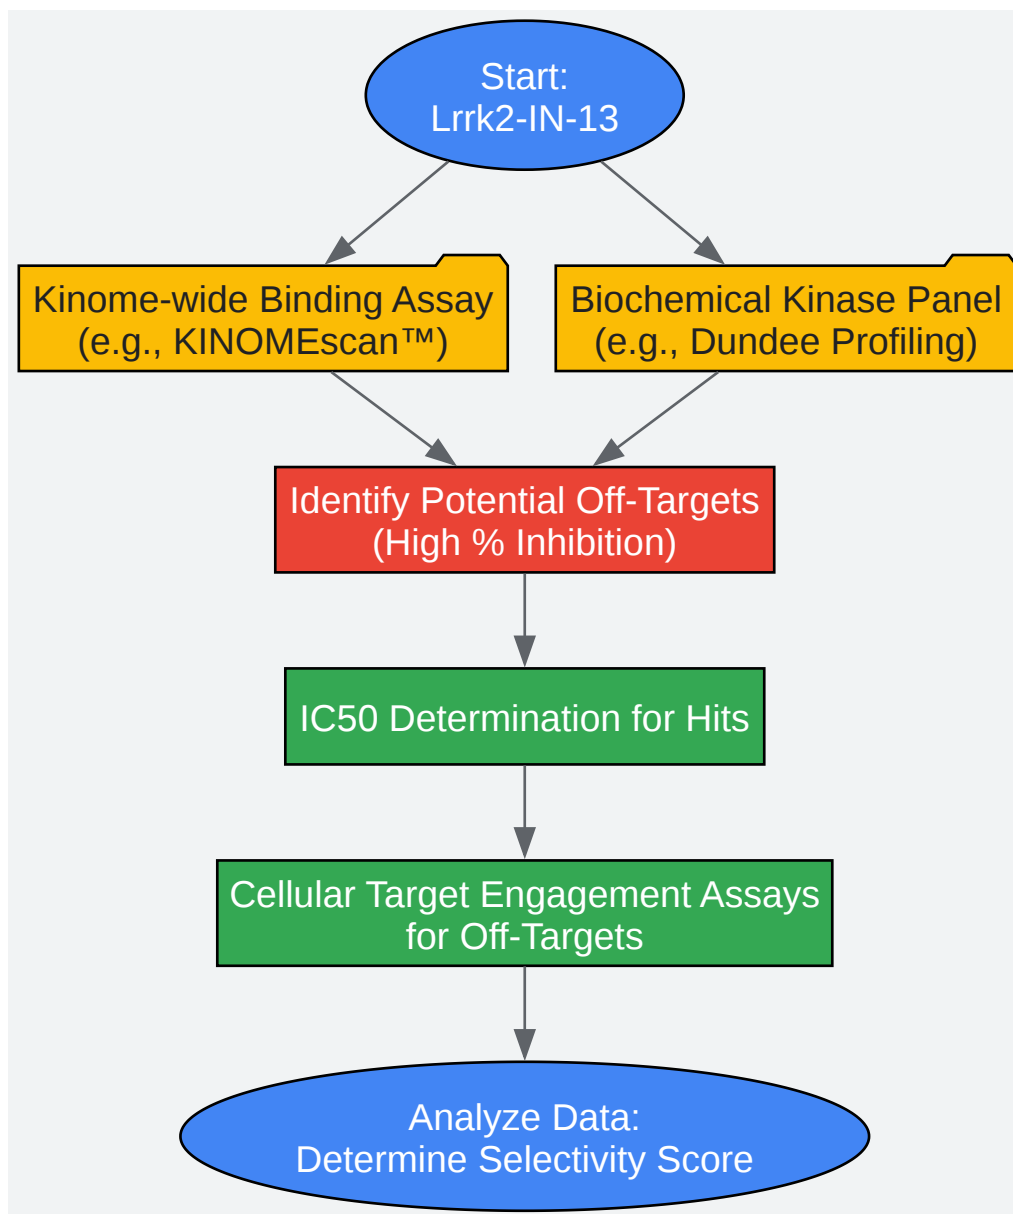 Start:
Lrrk2-IN-13
Kinome-wide Binding Assay
(e.g., KINOMEscan™)
Biochemical Kinase Panel
(e.g., Dundee Profiling)
Identify Potential Off-Targets
(High % Inhibition)
IC50 Determination for Hits
Cellular Target Engagement Assays
for Off-Targets
Analyze Data:
Determine Selectivity Score